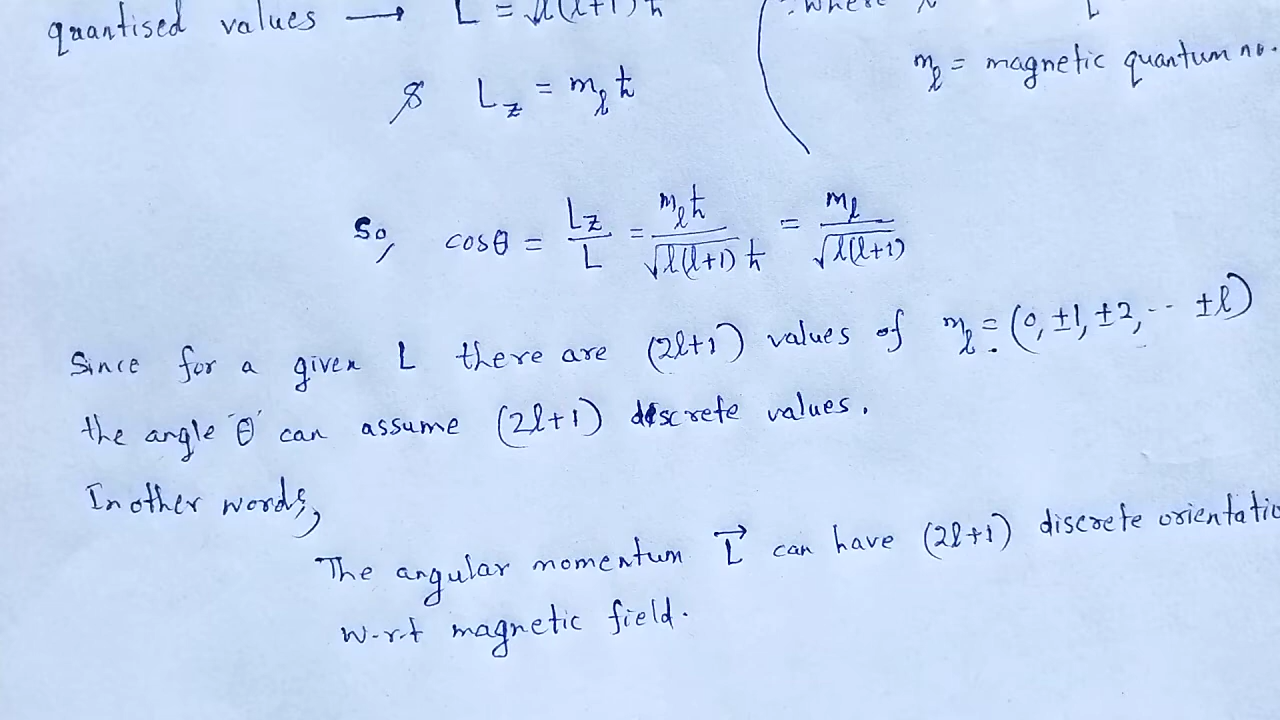 quantised values → L = √l(l+1) ħ
where
& L_z = m_l ħ
m_l = magnetic quantum no.
So, cosθ = L_z/L = m_l ħ/√l(l+1) ħ = m_l/√l(l+1)
Since for a given L there are (2l+1) values of m_l = (0, ±1, ±2, ... ±l)
the angle 'θ' can assume (2l+1) discrete values.
In other words,
The angular momentum L⃗ can have (2l+1) discrete orientatio
w.r.t magnetic field.